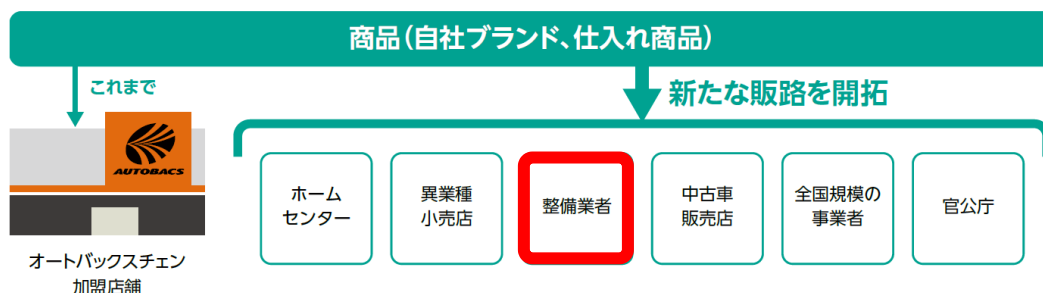 商品（自社ブランド、仕入れ商品）
これまで
新たな販路を開拓
AUTOBACS
オートバックスチェン
加盟店舗
ホーム
センター
異業種
小売店
整備業者
中古車
販売店
全国規模の
事業者
官公庁